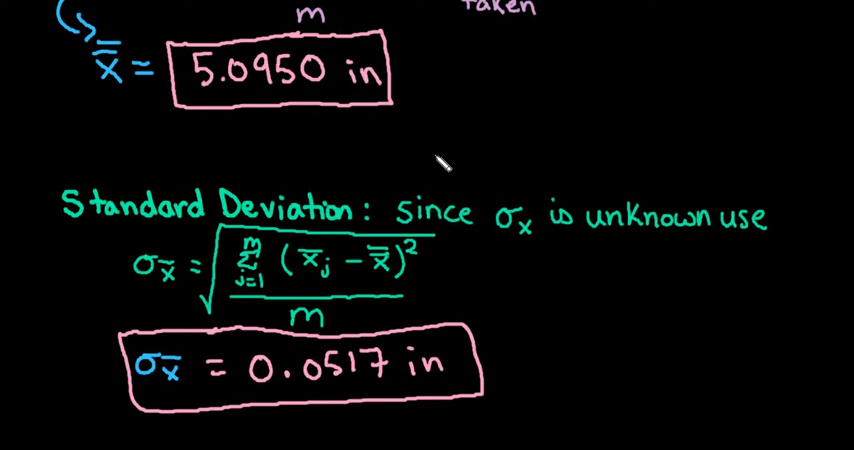 m
taken
x̿ = 5.0950 in
Standard Deviation: since σx is unknown use
σx̄ = √(Σ_{j=1}^{m} (x̄j − x̿)² / m)
σx̄ = 0.0517 in